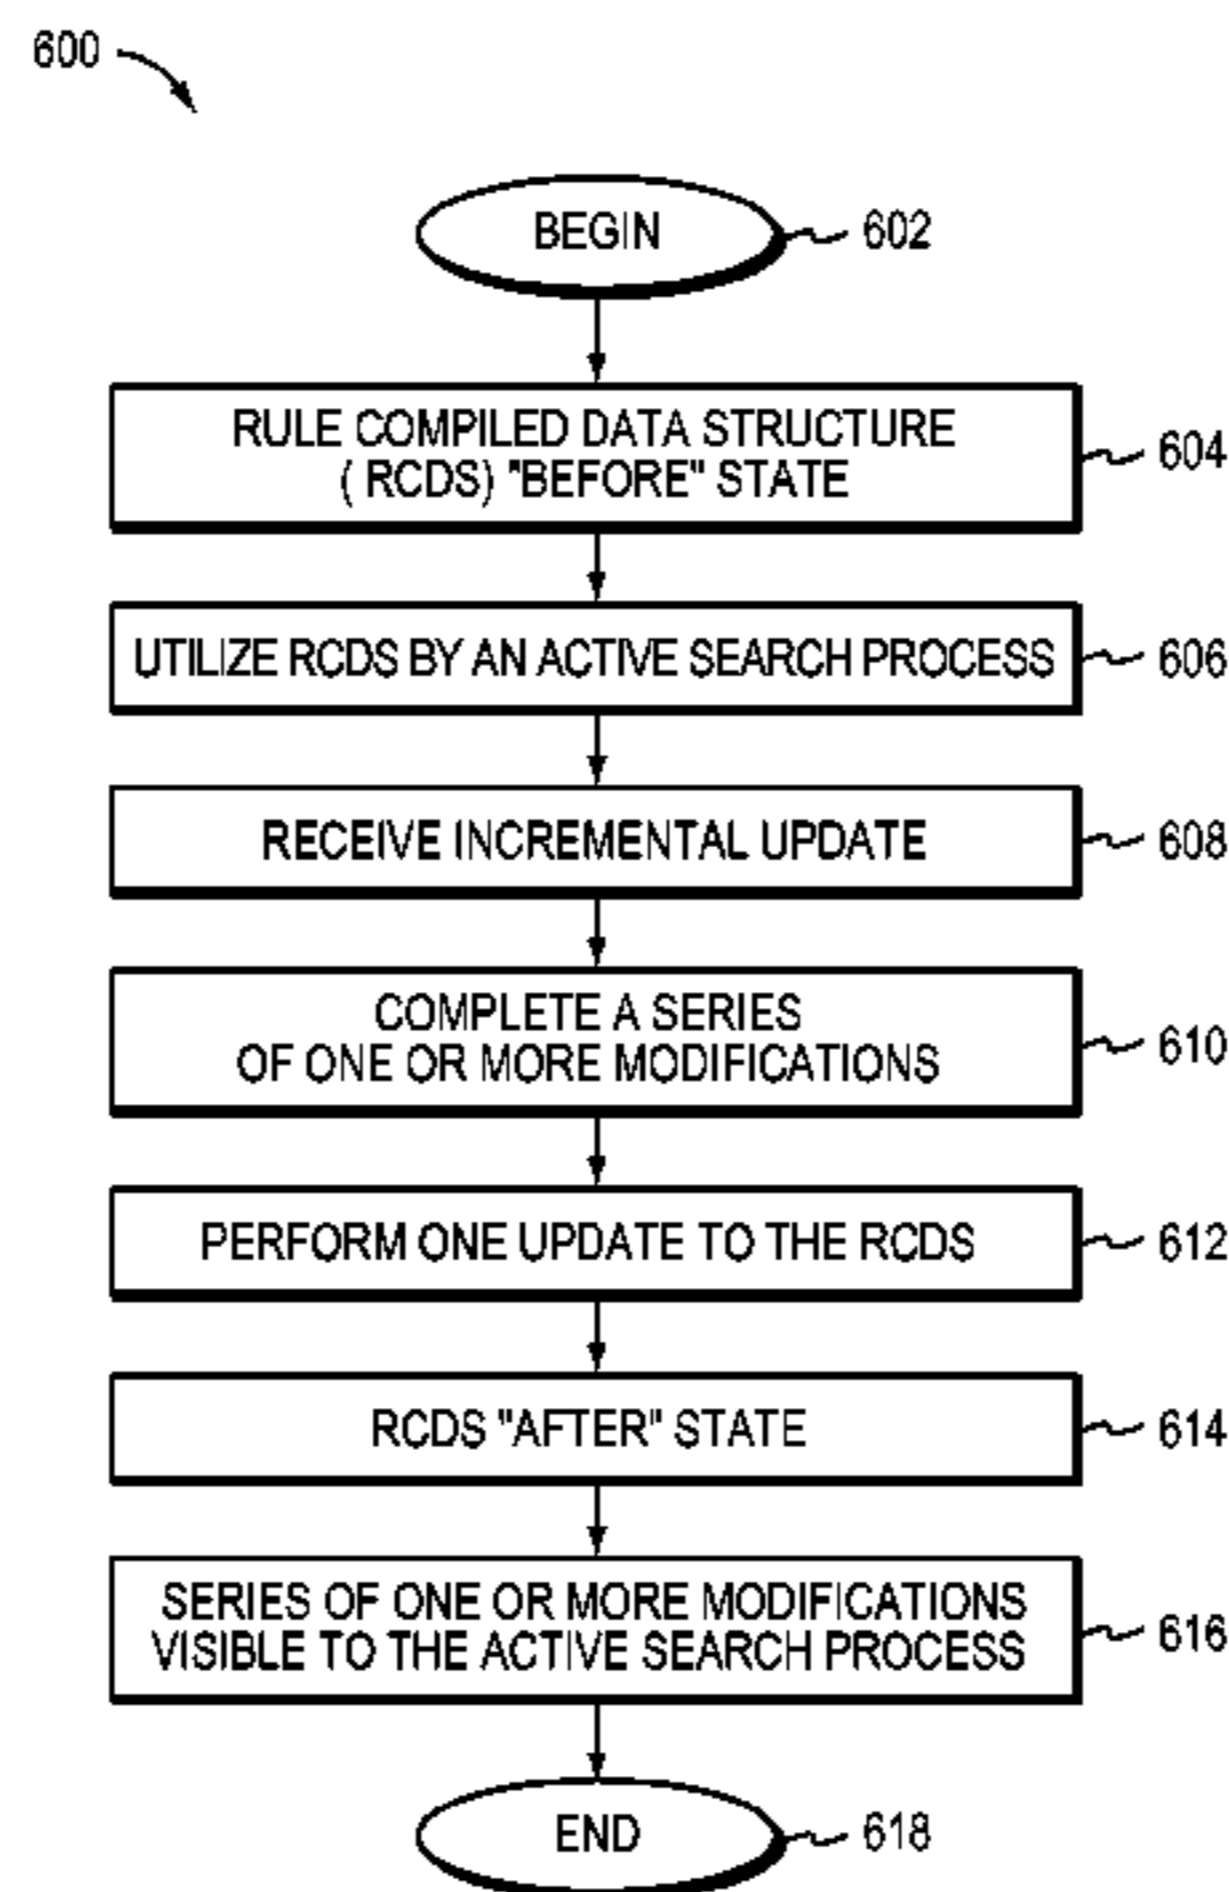 600
BEGIN
602
RULE COMPILED DATA STRUCTURE
( RCDS) "BEFORE" STATE
604
UTILIZE RCDS BY AN ACTIVE SEARCH PROCESS
606
RECEIVE INCREMENTAL UPDATE
608
COMPLETE A SERIES
OF ONE OR MORE MODIFICATIONS
610
PERFORM ONE UPDATE TO THE RCDS
612
RCDS "AFTER" STATE
614
SERIES OF ONE OR MORE MODIFICATIONS
VISIBLE TO THE ACTIVE SEARCH PROCESS
616
END
618